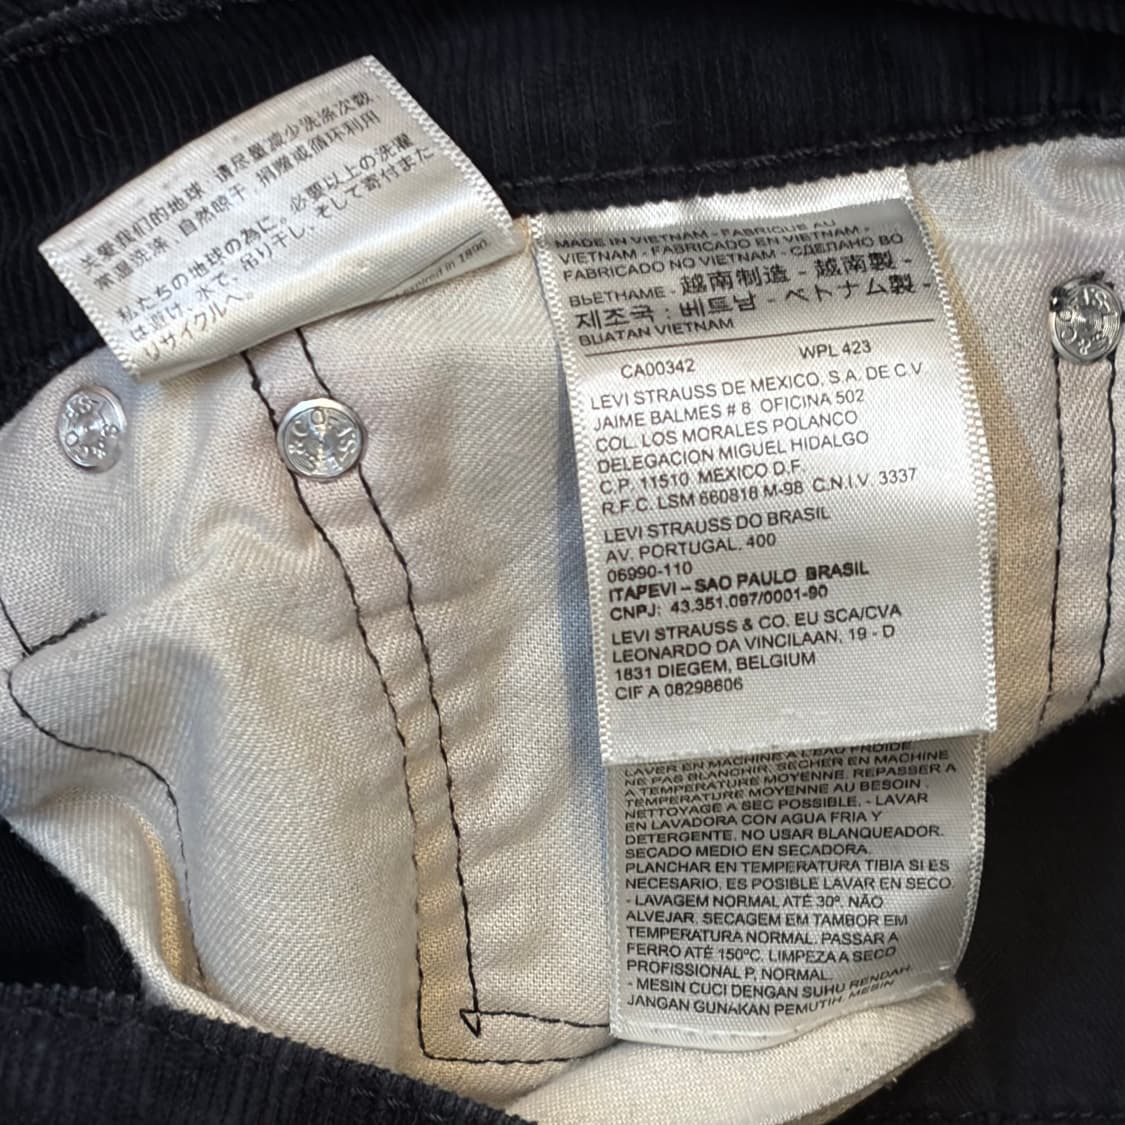 关爱我们的地球 请尽量减少洗涤次数,
常温洗涤、自然晾干 捐赠或循环利用
私たちの地球の為に。必要以上の洗濯
は避け、水で、吊り干し、そして寄付また
リサイクルへ。
in 1890
MADE IN VIETNAM - FABRIQUE AU
VIETNAM - FABRICADO EN VIETNAM -
FABRICADO NO VIETNAM - СДЕЛАНО ВО
ВЬЕТНАМЕ - 越南制造 - 越南製 -
제조국 : 베트남 - ベトナム製 -
BUATAN VIETNAM
CA00342 WPL 423
LEVI STRAUSS DE MEXICO, S.A. DE C.V.
JAIME BALMES # 8 OFICINA 502
COL. LOS MORALES POLANCO
DELEGACION MIGUEL HIDALGO
C.P. 11510 MEXICO D.F.
R.F.C. LSM 660818 M-98 C.N.I.V. 3337
LEVI STRAUSS DO BRASIL
AV. PORTUGAL, 400
06990-110
ITAPEVI – SAO PAULO BRASIL
CNPJ: 43.351.097/0001-90
LEVI STRAUSS & CO. EU SCA/CVA
LEONARDO DA VINCILAAN, 19 - D
1831 DIEGEM, BELGIUM
CIF A 08298606
LAVER EN MACHINE A L'EAU FROIDE
NE PAS BLANCHIR. SECHER EN MACHINE
A TEMPERATURE MOYENNE. REPASSER A
TEMPERATURE MOYENNE AU BESOIN .
NETTOYAGE A SEC POSSIBLE. - LAVAR
EN LAVADORA CON AGUA FRIA Y
DETERGENTE. NO USAR BLANQUEADOR.
SECADO MEDIO EN SECADORA.
PLANCHAR EN TEMPERATURA TIBIA SI ES
NECESARIO. ES POSIBLE LAVAR EN SECO.
- LAVAGEM NORMAL ATÉ 30º. NÃO
ALVEJAR. SECAGEM EM TAMBOR EM
TEMPERATURA NORMAL. PASSAR A
FERRO ATÉ 150ºC. LIMPEZA A SECO
PROFISSIONAL P, NORMAL.
- MESIN CUCI DENGAN SUHU RENDAH.
JANGAN GUNAKAN PEMUTIH. MESIN